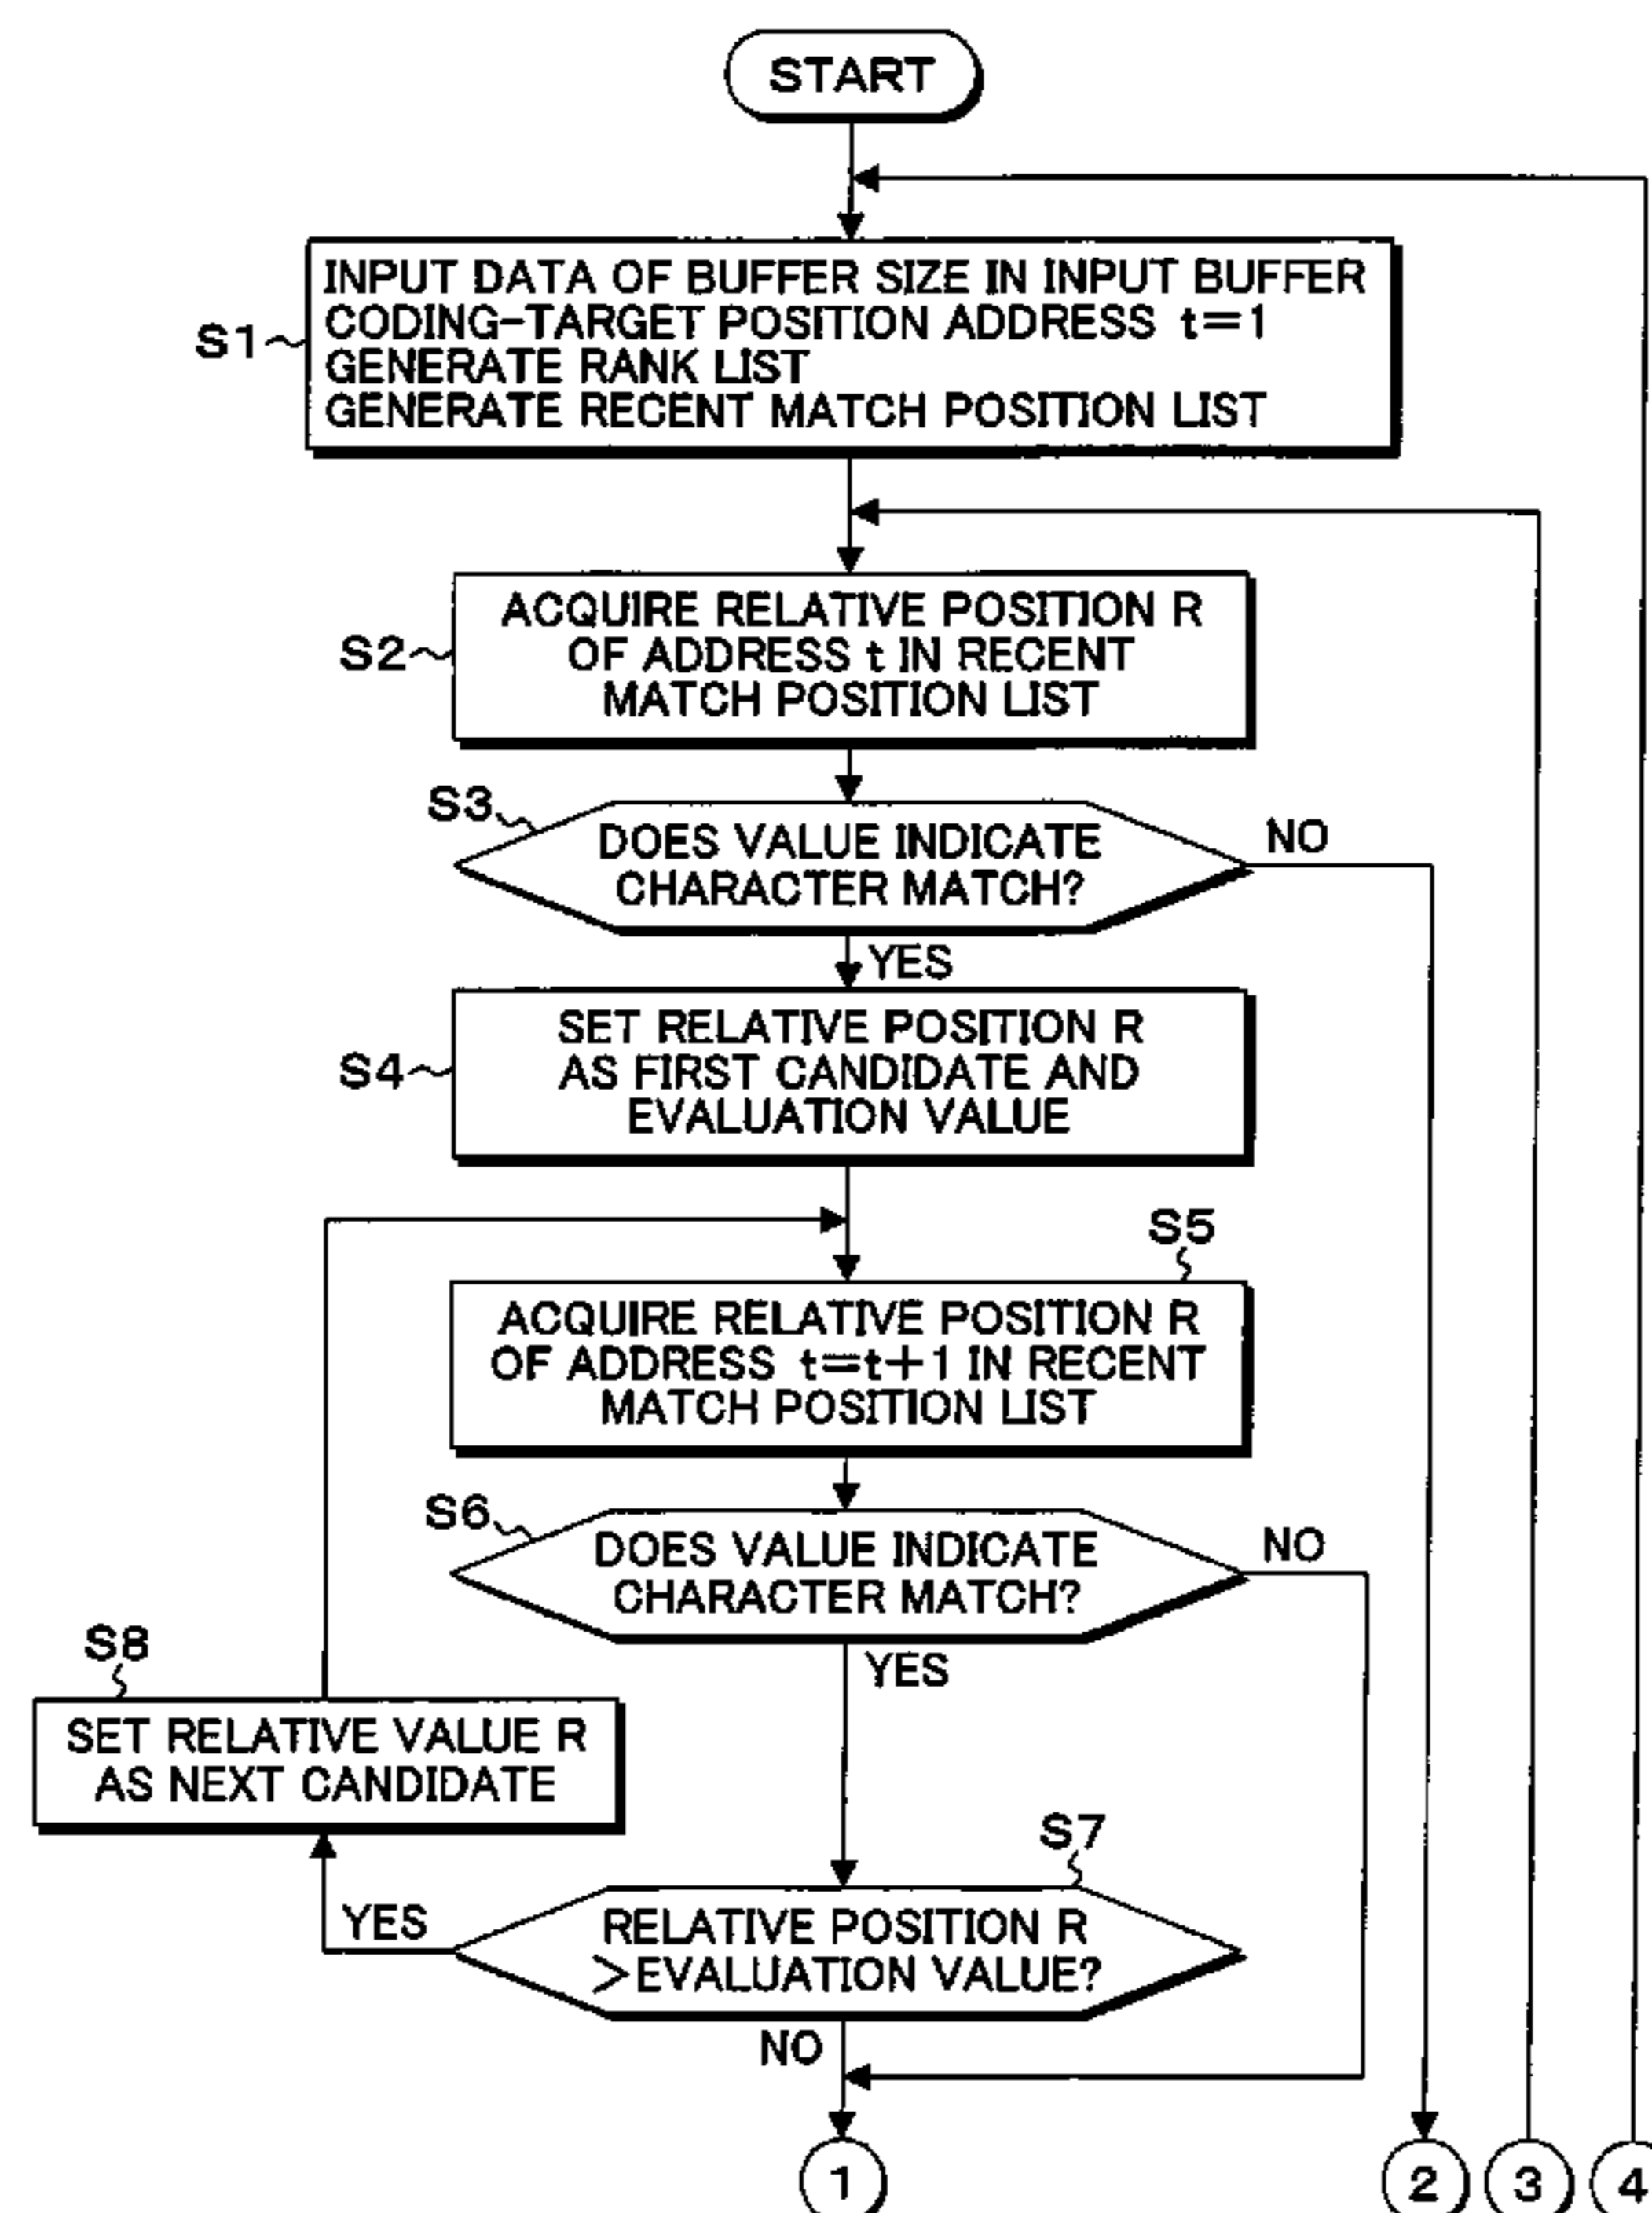 START
S1
INPUT DATA OF BUFFER SIZE IN INPUT BUFFER
CODING-TARGET POSITION ADDRESS t=1
GENERATE RANK LIST
GENERATE RECENT MATCH POSITION LIST
S2
ACQUIRE RELATIVE POSITION R
OF ADDRESS t IN RECENT
MATCH POSITION LIST
S3
DOES VALUE INDICATE
CHARACTER MATCH?
NO
YES
S4
SET RELATIVE POSITION R
AS FIRST CANDIDATE AND
EVALUATION VALUE
S5
ACQUIRE RELATIVE POSITION R
OF ADDRESS t=t+1 IN RECENT
MATCH POSITION LIST
S6
DOES VALUE INDICATE
CHARACTER MATCH?
NO
YES
S8
SET RELATIVE VALUE R
AS NEXT CANDIDATE
S7
YES
RELATIVE POSITION R
>EVALUATION VALUE?
NO
1
2
3
4